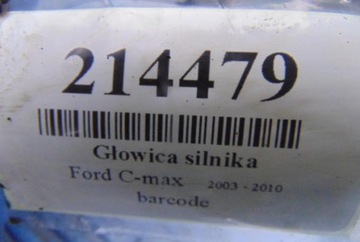 214479
Głowica silnika
Ford C-max 2003 - 2010
barcode